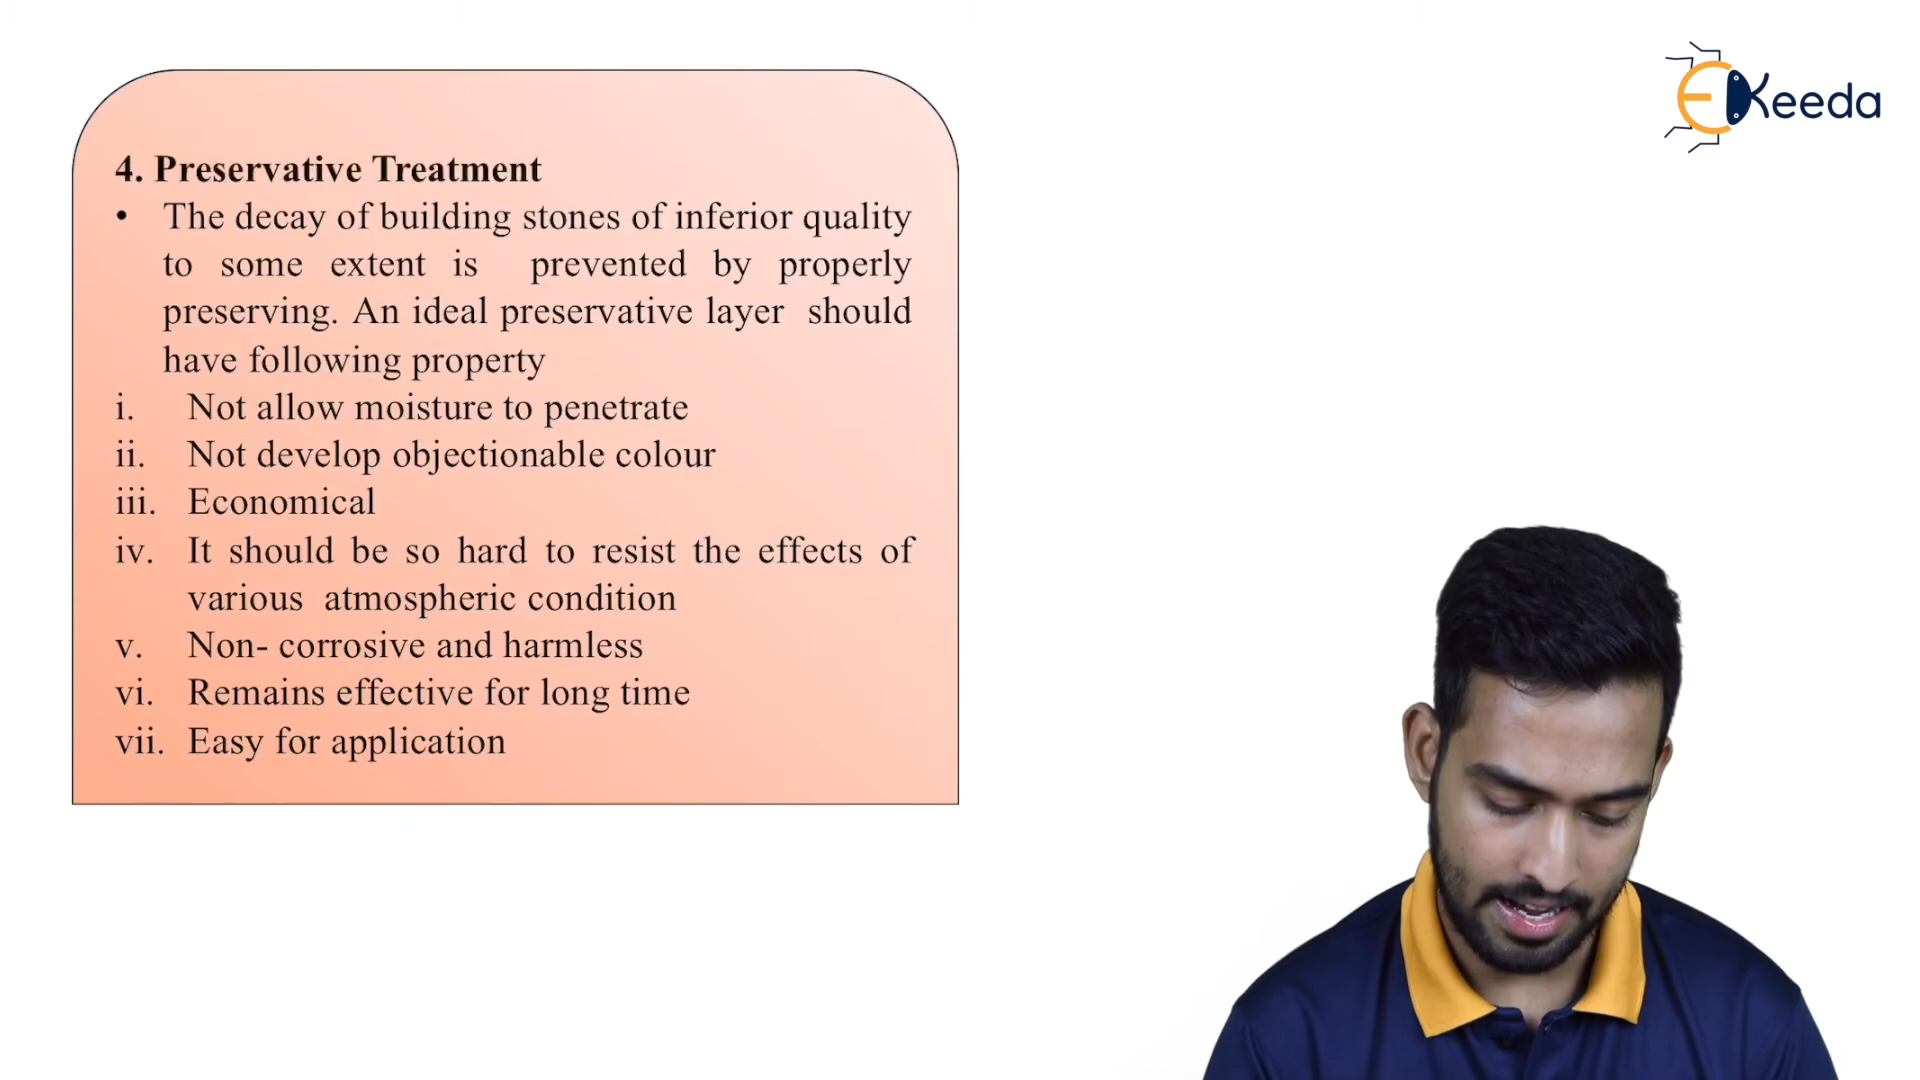 EKeeda
4. Preservative Treatment
• The decay of building stones of inferior quality
to some extent is prevented by properly
preserving. An ideal preservative layer should
have following property
i. Not allow moisture to penetrate
ii. Not develop objectionable colour
iii. Economical
iv. It should be so hard to resist the effects of
various atmospheric condition
v. Non- corrosive and harmless
vi. Remains effective for long time
vii. Easy for application